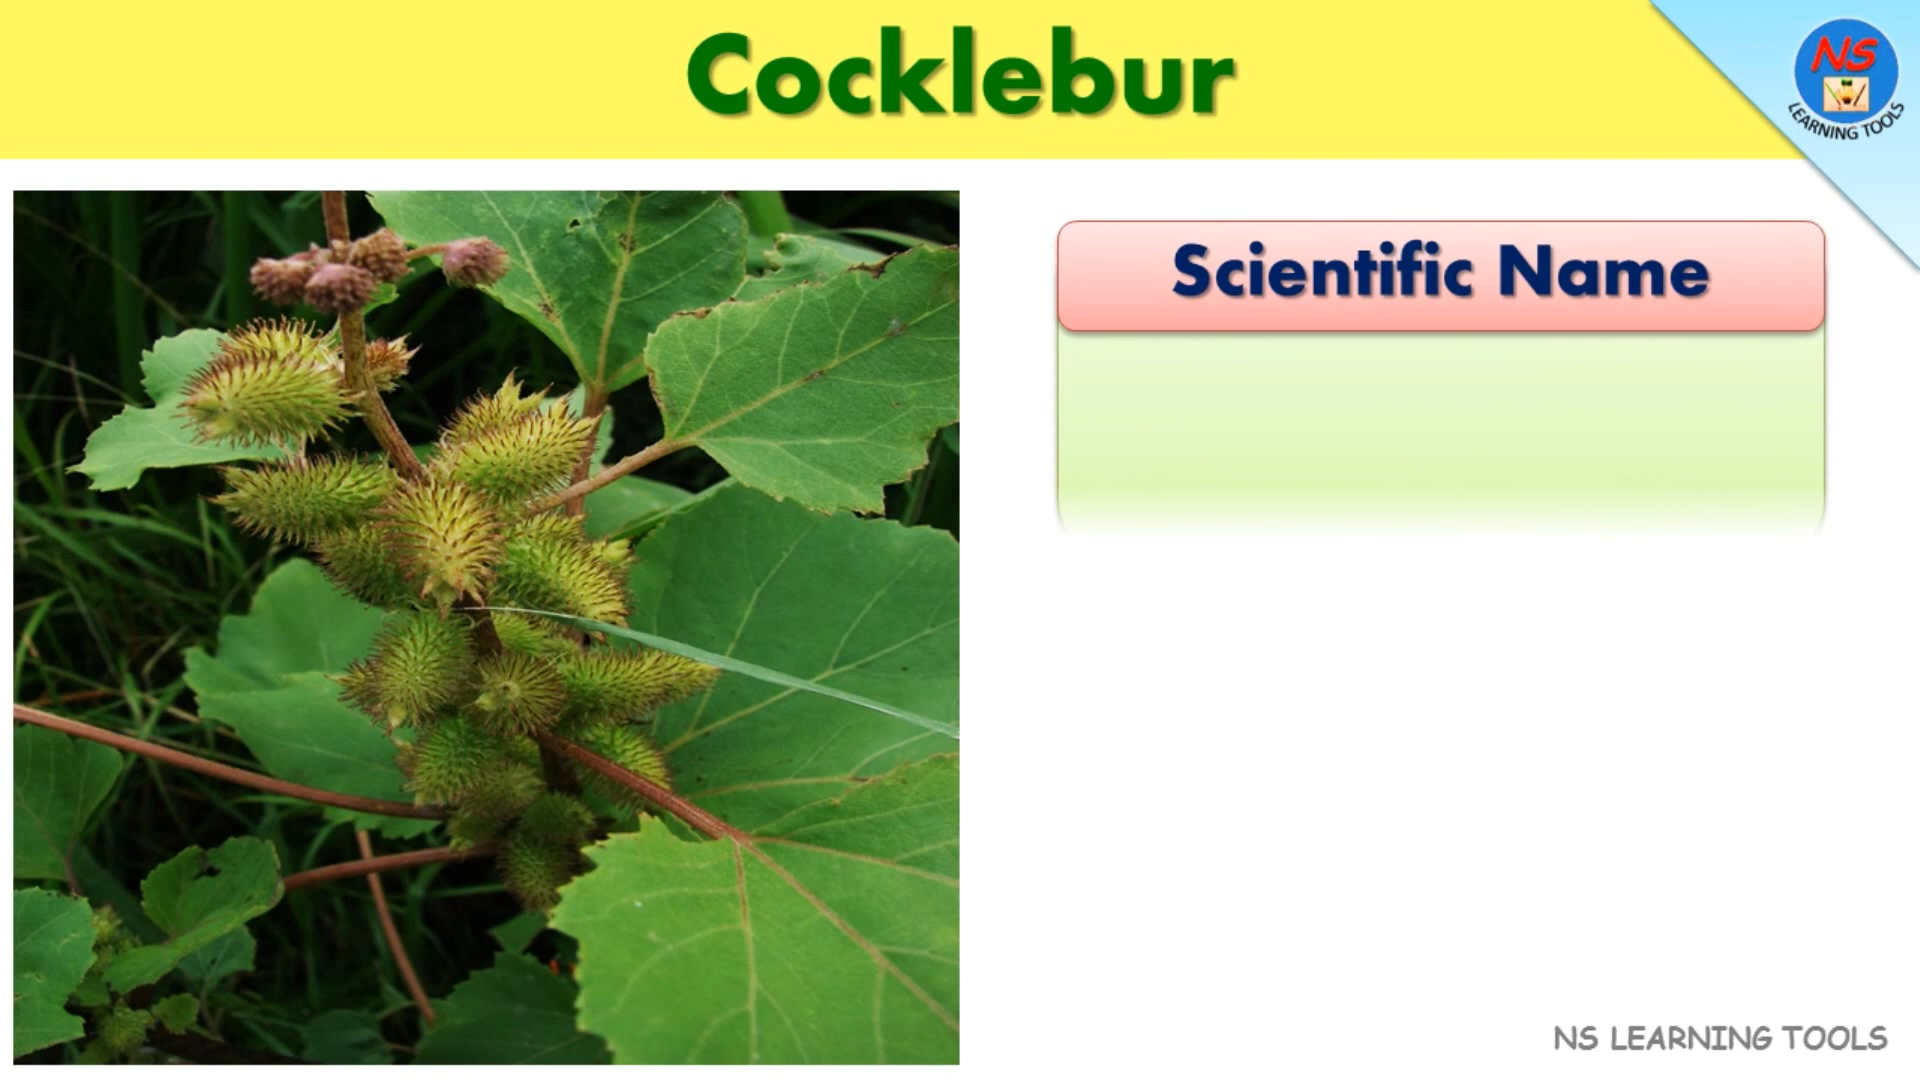 Cocklebur
NS
LEARNING TOOLS
Scientific Name
NS LEARNING TOOLS